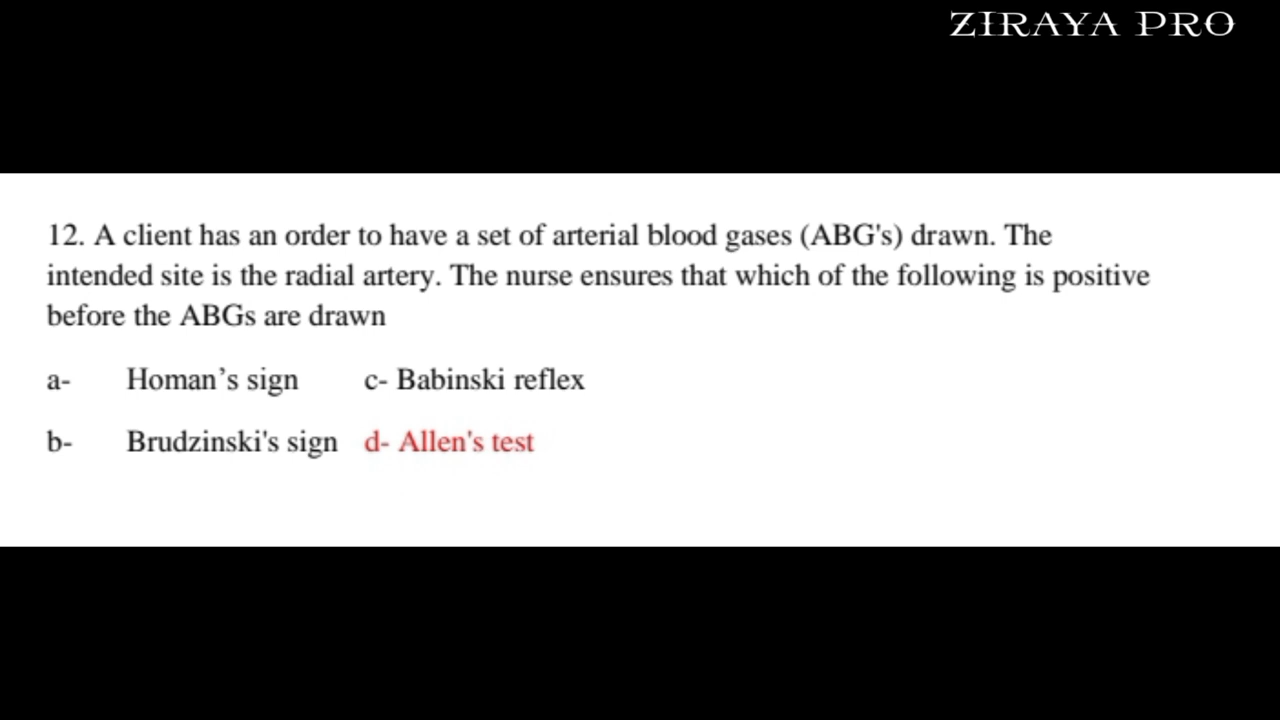 ZIRAYA PRO
12. A client has an order to have a set of arterial blood gases (ABG's) drawn. The
intended site is the radial artery. The nurse ensures that which of the following is positive
before the ABGs are drawn
a- Homan’s sign c- Babinski reflex
b- Brudzinski's sign d- Allen's test